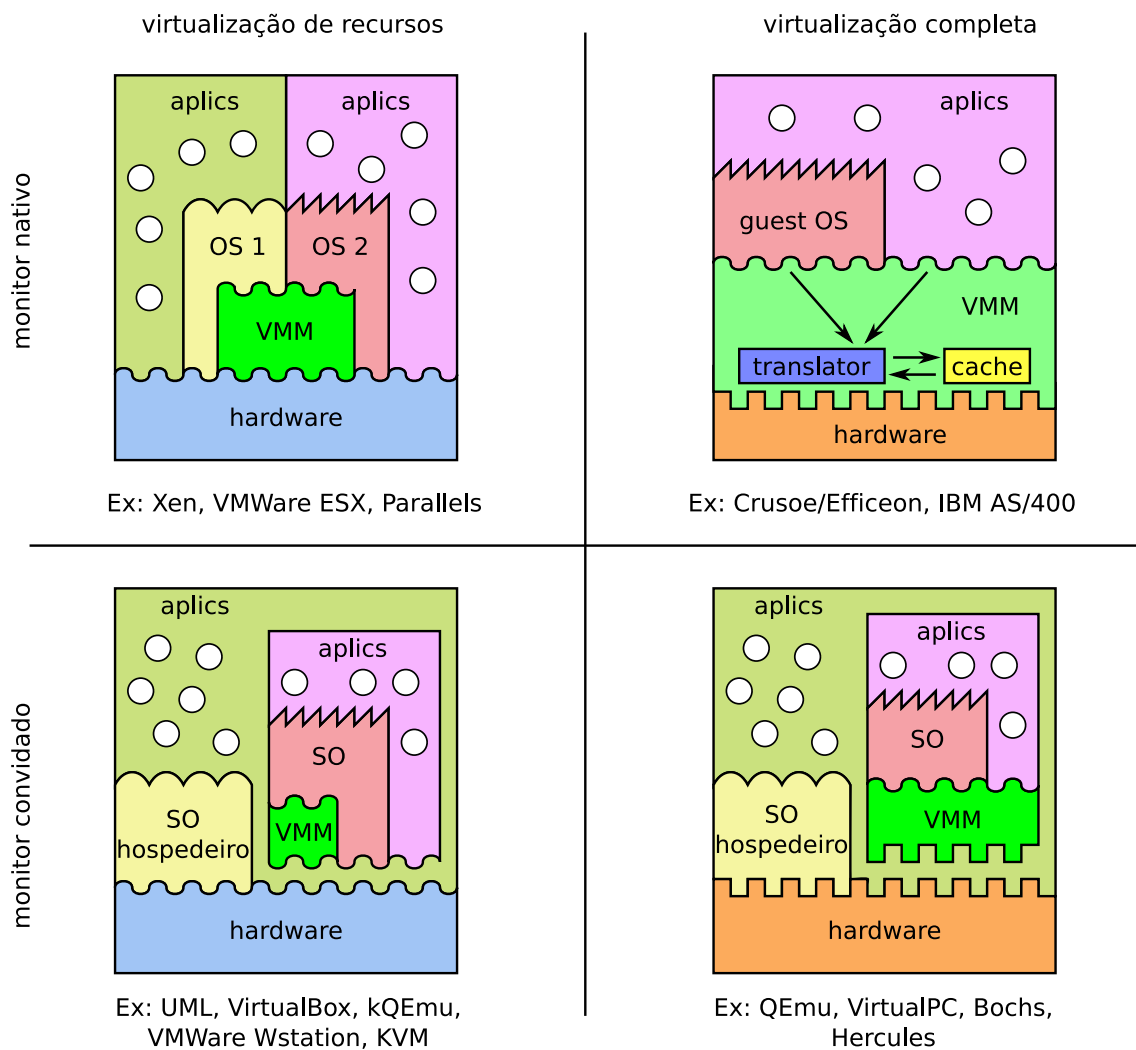 virtualização de recursos
virtualização completa
monitor nativo
aplics
aplics
OS 1
OS 2
VMM
hardware
Ex: Xen, VMWare ESX, Parallels
aplics
guest OS
VMM
translator
cache
hardware
Ex: Crusoe/Efficeon, IBM AS/400
monitor convidado
aplics
aplics
SO
VMM
SO
hospedeiro
hardware
Ex: UML, VirtualBox, kQEmu,
VMWare Wstation, KVM
aplics
aplics
SO
VMM
SO
hospedeiro
hardware
Ex: QEmu, VirtualPC, Bochs,
Hercules